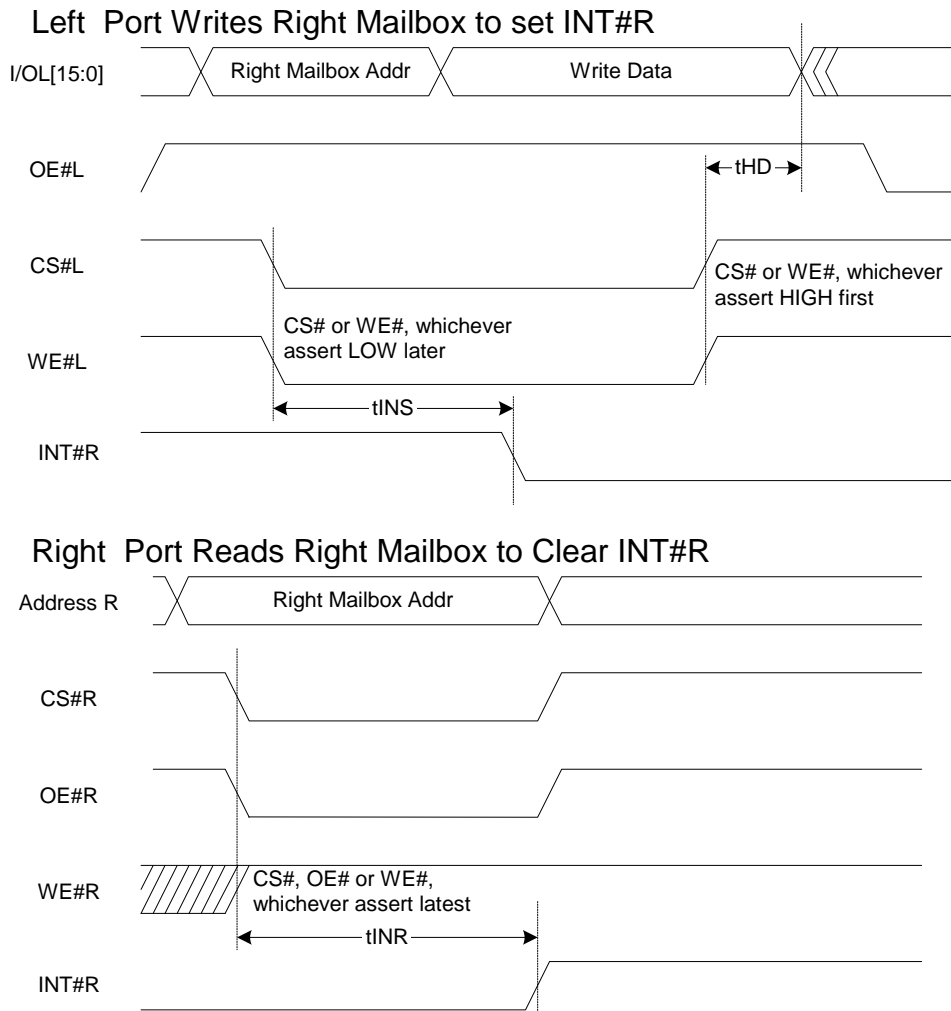 Left  Port Writes Right Mailbox to set INT#R
I/OL[15:0]
Right Mailbox Addr
Write Data
OE#L
tHD
CS#L
CS# or WE#, whichever
assert HIGH first
CS# or WE#, whichever
assert LOW later
WE#L
tINS
INT#R
Right  Port Reads Right Mailbox to Clear INT#R
Address R
Right Mailbox Addr
CS#R
OE#R
WE#R
CS#, OE# or WE#,
whichever assert latest
tINR
INT#R